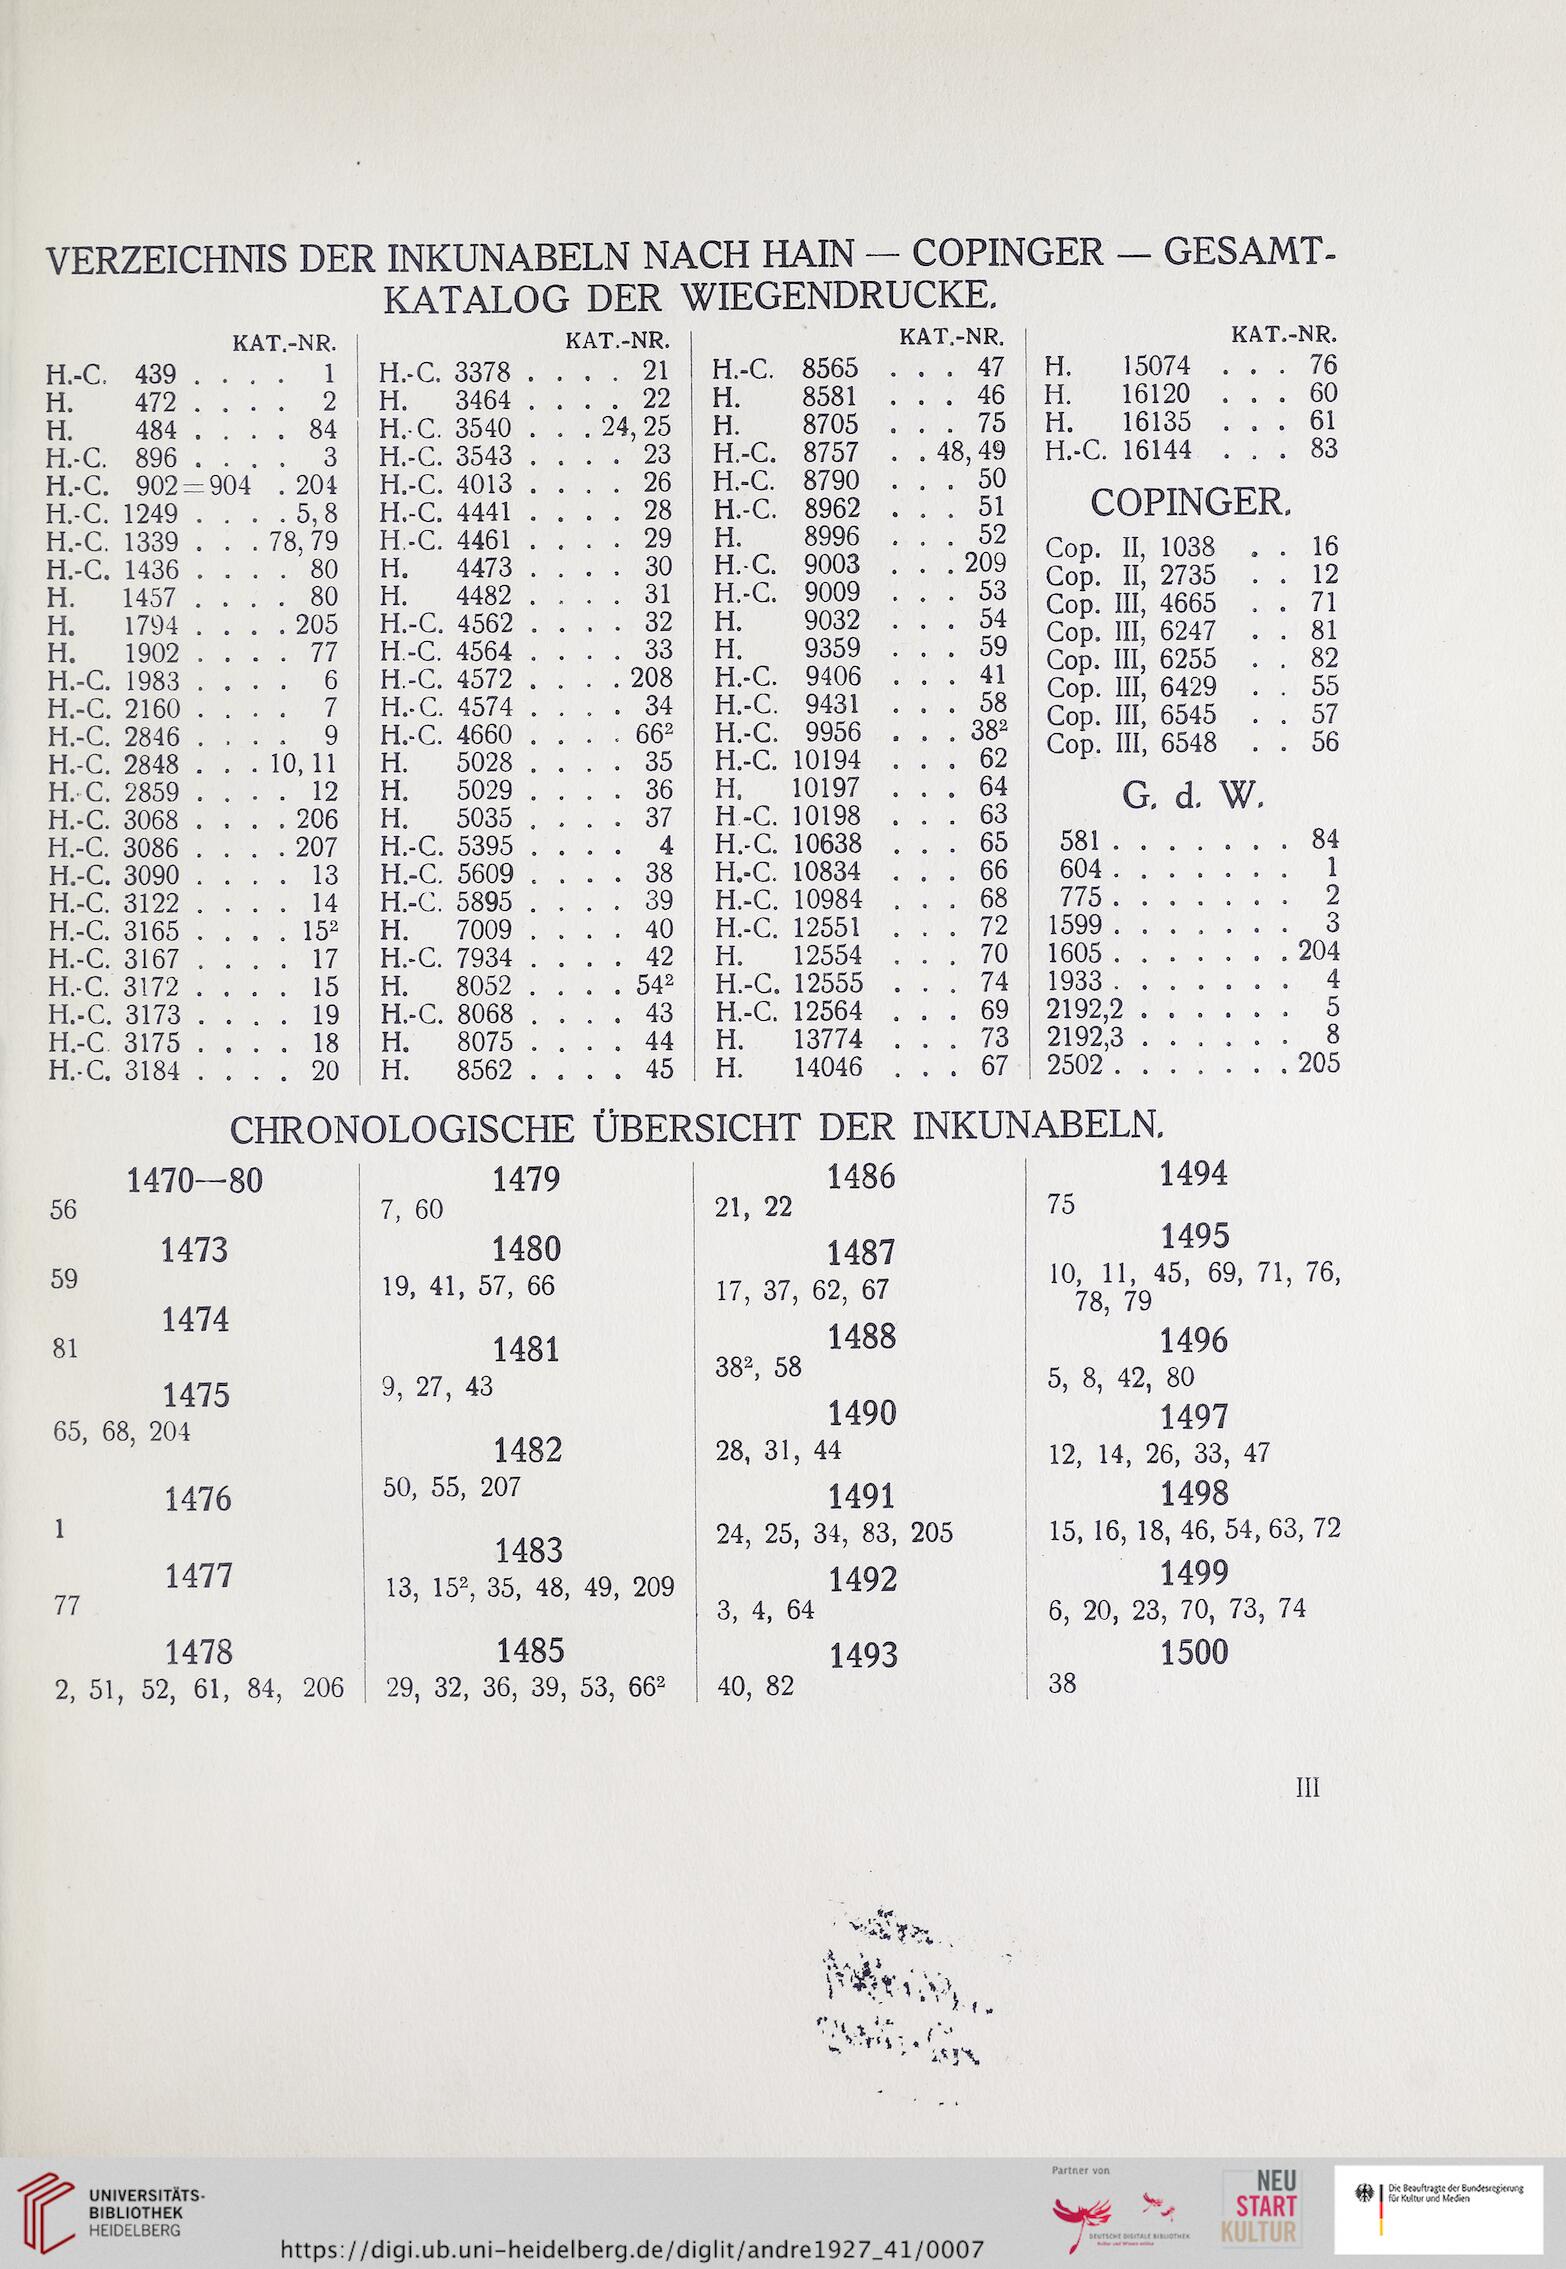 VERZEICHNIS DER INKUNABELN NACH HAIN — COPINGER — GESAMT-
KATALOG DER WIEGENDRUCKE.
KAT.-NR.
H.-C. 439 . . . . 1
H. 472 . . . . 2
H. 484 . . . . 84
H.-C. 896 . . . . 3
H.-C. 902=904 . 204
H.-C. 1249 . . . . 5,8
H.-C. 1339 . . . 78,79
H.-C. 1436 . . . . 80
H. 1457 . . . . 80
H. 1794 . . . . 205
H. 1902 . . . . 77
H.-C. 1983 . . . . 6
H.-C. 2160 . . . . 7
H.-C. 2846 . . . . 9
H.-C. 2848 . . . 10, 11
H.-C. 2859 . . . . 12
H.-C. 3068 . . . . 206
H.-C. 3086 . . . . 207
H.-C. 3090 . . . . 13
H.-C. 3122 . . . . 14
H.-C. 3165 . . . . 15²
H.-C. 3167 . . . . 17
H.-C. 3172 . . . . 15
H.-C. 3173 . . . . 19
H.-C. 3175 . . . . 18
H.-C. 3184 . . . . 20
KAT.-NR.
H.-C. 3378 . . . . 21
H. 3464 . . . . 22
H.-C. 3540 . . . 24, 25
H.-C. 3543 . . . . 23
H.-C. 4013 . . . . 26
H.-C. 4441 . . . . 28
H.-C. 4461 . . . . 29
H. 4473 . . . . 30
H. 4482 . . . . 31
H.-C. 4562 . . . . 32
H.-C. 4564 . . . . 33
H.-C. 4572 . . . . 208
H.-C. 4574 . . . . 34
H.-C. 4660 . . . . 66²
H. 5028 . . . . 35
H. 5029 . . . . 36
H. 5035 . . . . 37
H.-C. 5395 . . . . 4
H.-C. 5609 . . . . 38
H.-C. 5895 . . . . 39
H. 7009 . . . . 40
H.-C. 7934 . . . . 42
H. 8052 . . . . 54²
H.-C. 8068 . . . . 43
H. 8075 . . . . 44
H. 8562 . . . . 45
KAT.-NR.
H.-C. 8565 . . . 47
H. 8581 . . . 46
H. 8705 . . . 75
H.-C. 8757 . . 48, 49
H.-C. 8790 . . . 50
H.-C. 8962 . . . 51
H. 8996 . . . 52
H.-C. 9003 . . . 209
H.-C. 9009 . . . 53
H. 9032 . . . 54
H. 9359 . . . 59
H.-C. 9406 . . . 41
H.-C. 9431 . . . 58
H.-C. 9956 . . . 38²
H.-C. 10194 . . . 62
H. 10197 . . . 64
H.-C. 10198 . . . 63
H.-C. 10638 . . . 65
H.-C. 10834 . . . 66
H.-C. 10984 . . . 68
H.-C. 12551 . . . 72
H. 12554 . . . 70
H.-C. 12555 . . . 74
H.-C. 12564 . . . 69
H. 13774 . . . 73
H. 14046 . . . 67
KAT.-NR.
H. 15074 . . . 76
H. 16120 . . . 60
H. 16135 . . . 61
H.-C. 16144 . . . 83
COPINGER.
Cop. II, 1038 . . 16
Cop. II, 2735 . . 12
Cop. III, 4665 . . 71
Cop. III, 6247 . . 81
Cop. III, 6255 . . 82
Cop. III, 6429 . . 55
Cop. III, 6545 . . 57
Cop. III, 6548 . . 56
G. d. W.
581 . . . . . . . 84
604 . . . . . . . 1
775 . . . . . . . 2
1599 . . . . . . . 3
1605 . . . . . . . 204
1933 . . . . . . . 4
2192,2 . . . . . . 5
2192,3 . . . . . . 8
2502 . . . . . . . 205
CHRONOLOGISCHE ÜBERSICHT DER INKUNABELN.
1470—80
56
1473
59
1474
81
1475
65, 68, 204
1476
1
1477
77
1478
2, 51, 52, 61, 84, 206
1479
7, 60
1480
19, 41, 57, 66
1481
9, 27, 43
1482
50, 55, 207
1483
13, 15², 35, 48, 49, 209
1485
29, 32, 36, 39, 53, 66²
1486
21, 22
1487
17, 37, 62, 67
1488
38², 58
1490
28, 31, 44
1491
24, 25, 34, 83, 205
1492
3, 4, 64
1493
40, 82
1494
75
1495
10, 11, 45, 69, 71, 76,
78, 79
1496
5, 8, 42, 80
1497
12, 14, 26, 33, 47
1498
15, 16, 18, 46, 54, 63, 72
1499
6, 20, 23, 70, 73, 74
1500
38
III
UNIVERSITÄTS-
BIBLIOTHEK
HEIDELBERG
https://digi.ub.uni-heidelberg.de/diglit/andre1927_41/0007
Partner von
DEUTSCHE DIGITALE BIBLIOTHEK
Kultur und Wissen online
NEU
START
KULTUR
Die Beauftragte der Bundesregierung
für Kultur und Medien